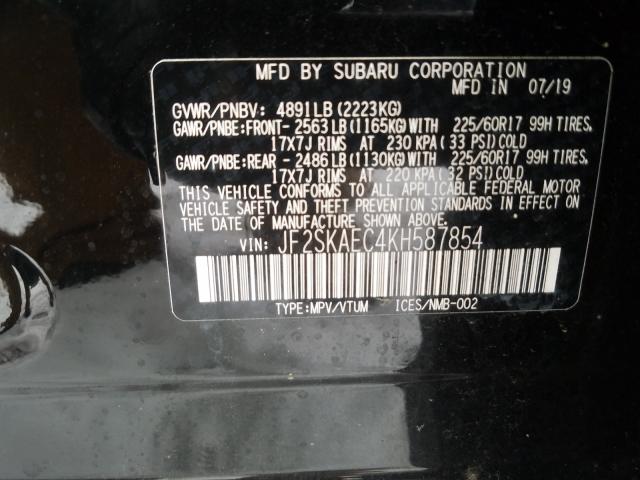 MFD BY SUBARU CORPORATION
MFD IN 07/19
GVWR/PNBV: 4891LB(2223KG)
GAWR/PNBE:FRONT- 2563LB(1165KG)WITH 225/60R17 99H TIRES,
17X7J RIMS AT 230 KPA(33 PSI)COLD
GAWR/PNBE:REAR -2486LB(1130KG)WITH 225/60R17 99H TIRES,
17X7J RIMS AT 220 KPA(32 PSI)COLD
THIS VEHICLE CONFORMS TO ALL APPLICABLE FEDERAL MOTOR
VEHICLE SAFETY AND THEFT PREVENTION STANDARDS IN EFFECT ON
THE DATE OF MANUFACTURE SHOWN ABOVE.
VIN: JF2SKAEC4KH587854
TYPE:MPV/VTUM ICES/NMB-002